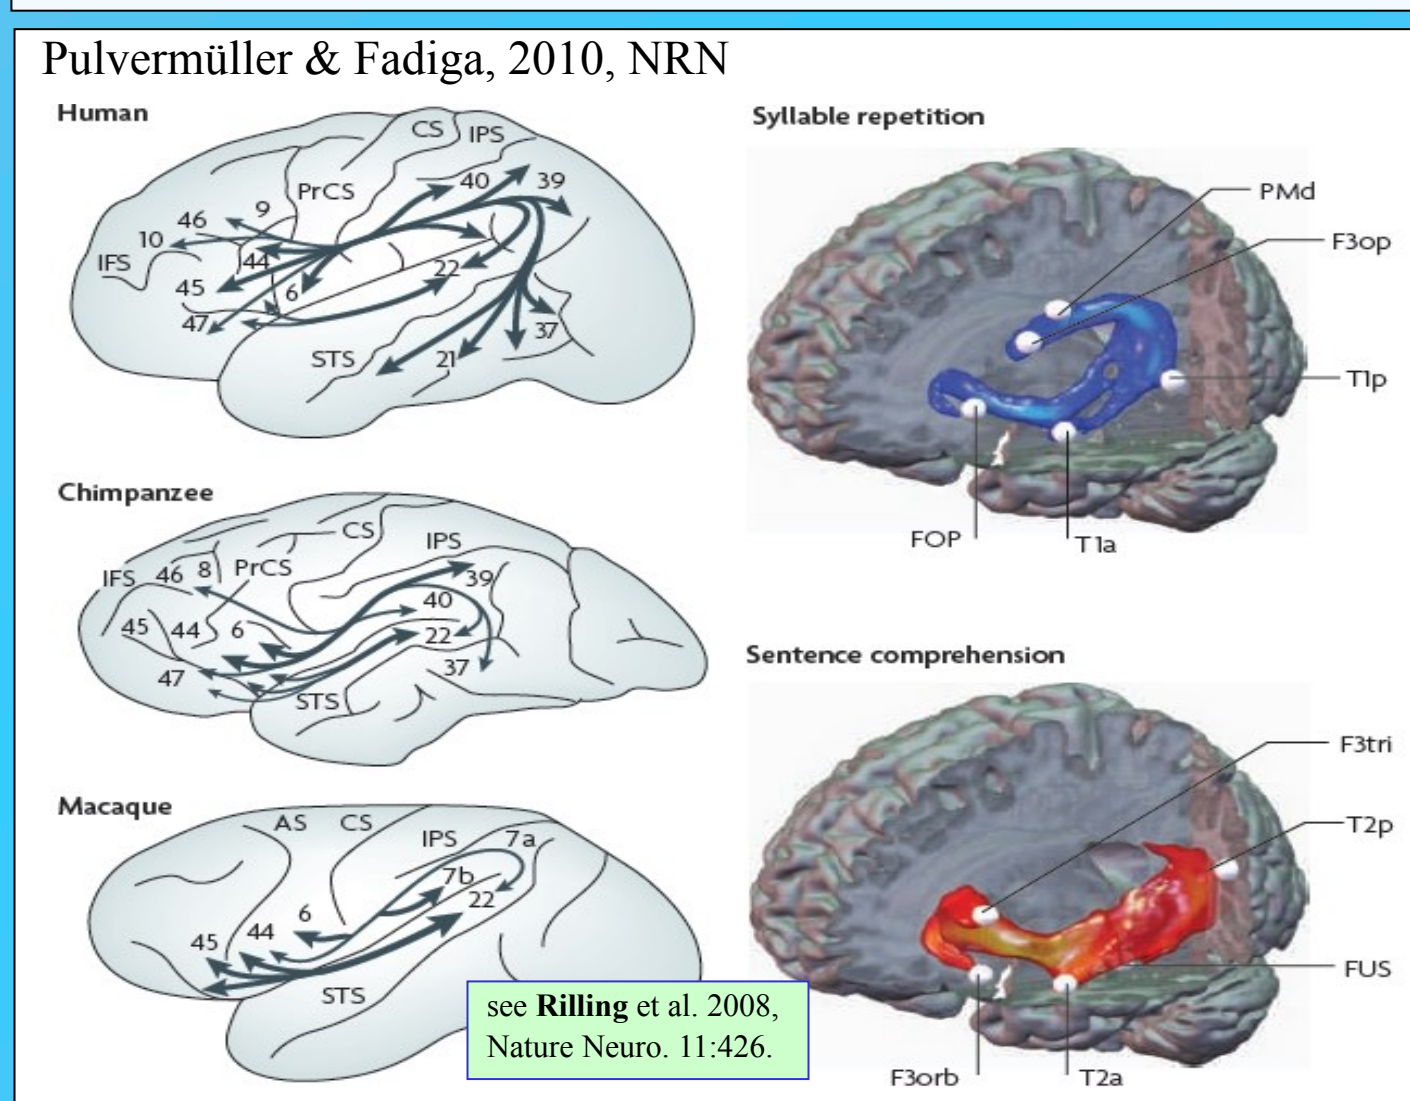 Pulvermüller & Fadiga, 2010, NRN
Human
CS
IPS
40
39
PrCS
9
46
10
IFS
44
45
6
22
47
37
STS
21
Chimpanzee
CS
IPS
IFS
46
8
PrCS
39
40
45
44
6
22
47
37
STS
Macaque
AS
CS
IPS
7a
7b
22
6
45
44
STS
see Rilling et al. 2008,
Nature Neuro. 11:426.
Syllable repetition
PMd
F3op
T1p
FOP
T1a
Sentence comprehension
F3tri
T2p
FUS
F3orb
T2a